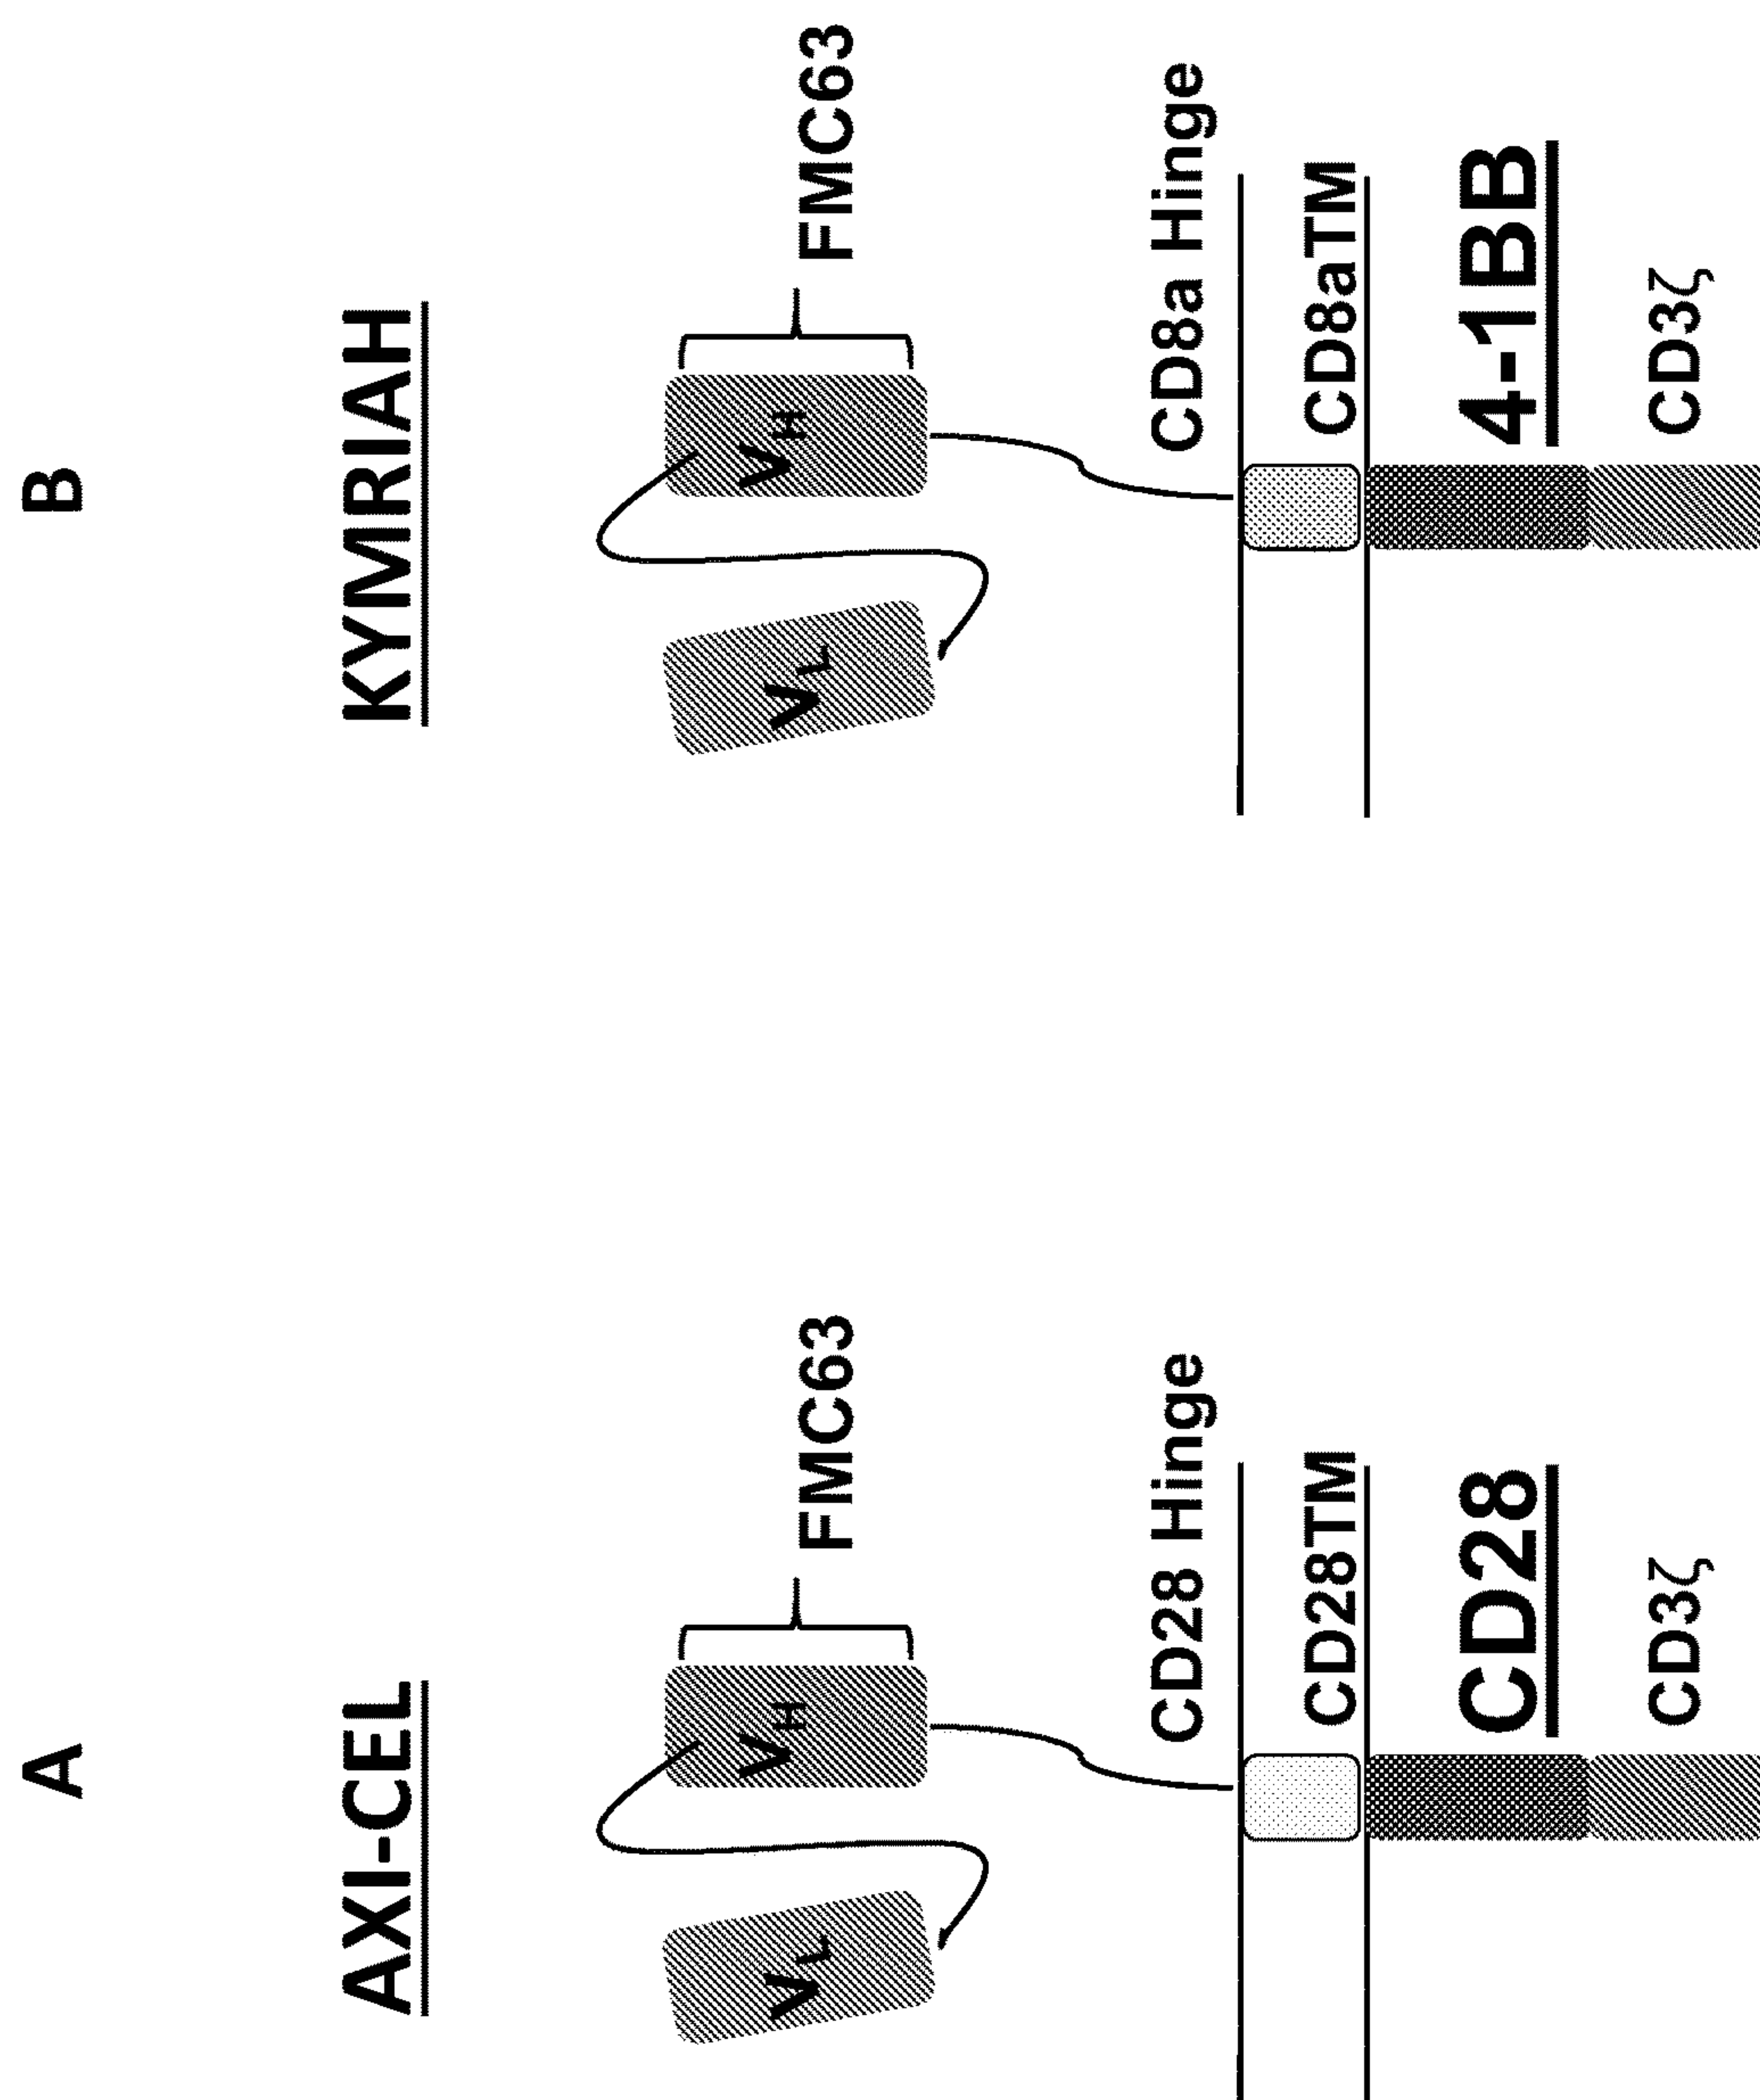 A
AXI-CEL
VL
VH
FMC63
CD28 Hinge
CD28TM
CD28
CD3ζ
B
KYMRIAH
VL
VH
FMC63
CD8a Hinge
CD8aTM
4-1BB
CD3ζ